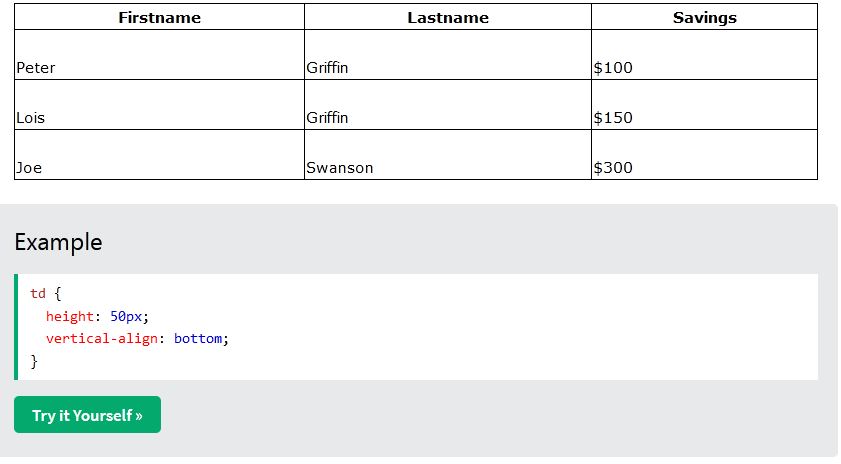 Firstname Lastname Savings
Peter Griffin $100
Lois Griffin $150
Joe Swanson $300
Example
td {
  height: 50px;
  vertical-align: bottom;
}
Try it Yourself »